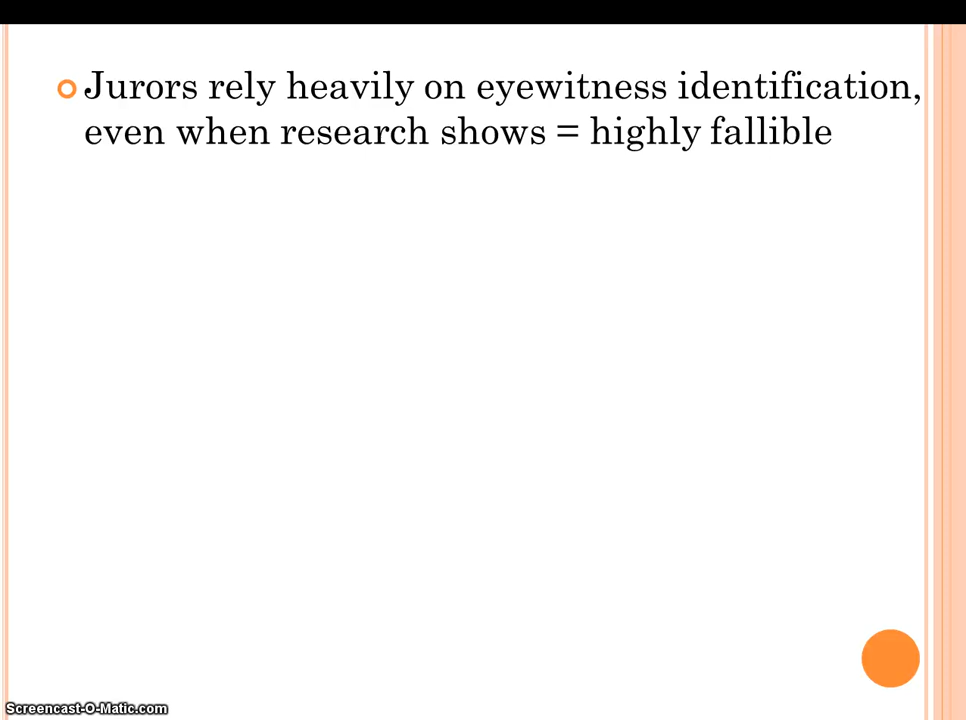 Jurors rely heavily on eyewitness identification,
even when research shows = highly fallible
Screencast-O-Matic.com